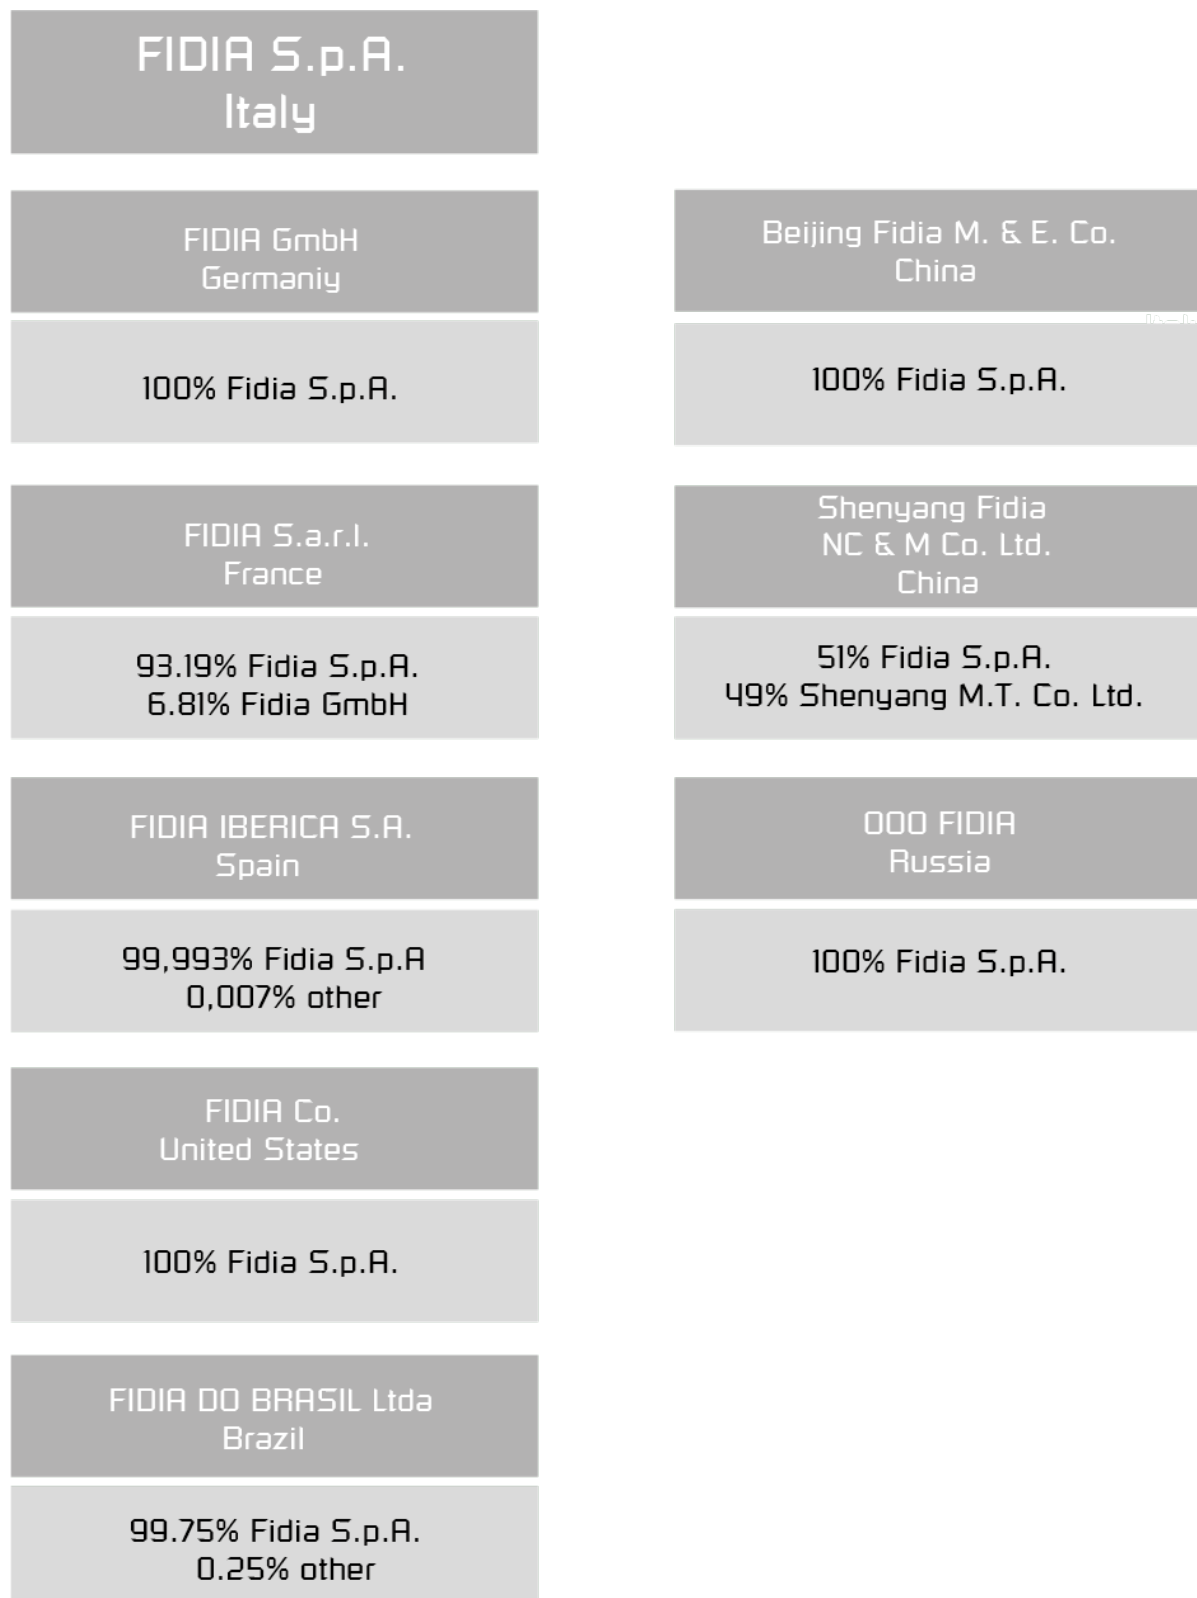 FIDIA S.p.A.
Italy
FIDIA GmbH
Germaniy
100% Fidia S.p.A.
FIDIA S.a.r.l.
France
93.19% Fidia S.p.A.
6.81% Fidia GmbH
FIDIA IBERICA S.A.
Spain
99,993% Fidia S.p.A
0,007% other
FIDIA Co.
United States
100% Fidia S.p.A.
FIDIA DO BRASIL Ltda
Brazil
99.75% Fidia S.p.A.
0.25% other
Beijing Fidia M. & E. Co.
China
100% Fidia S.p.A.
Shenyang Fidia
NC & M Co. Ltd.
China
51% Fidia S.p.A.
49% Shenyang M.T. Co. Ltd.
OOO FIDIA
Russia
100% Fidia S.p.A.